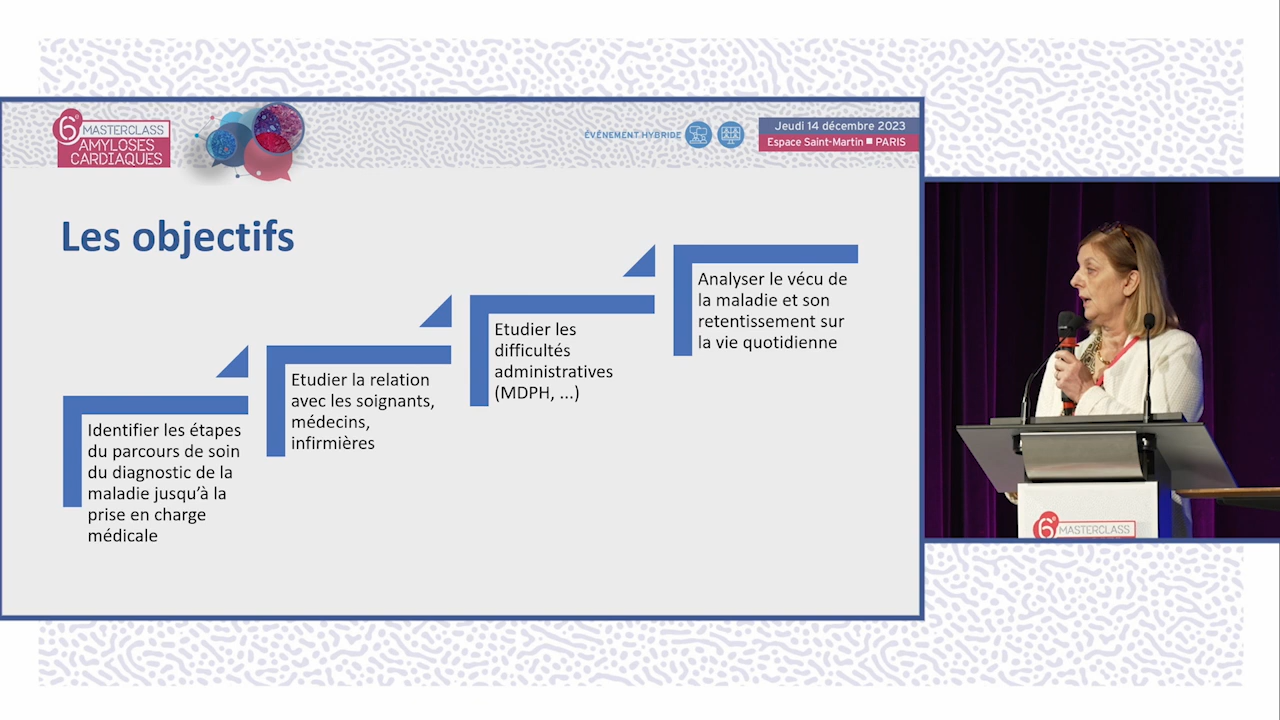 6e MASTERCLASS
AMYLOSES
CARDIAQUES
ÉVÉNEMENT HYBRIDE
Jeudi 14 décembre 2023
Espace Saint-Martin ■ PARIS
Les objectifs
Identifier les étapes
du parcours de soin
du diagnostic de la
maladie jusqu’à la
prise en charge
médicale
Etudier la relation
avec les soignants,
médecins,
infirmières
Etudier les
difficultés
administratives
(MDPH, ...)
Analyser le vécu de
la maladie et son
retentissement sur
la vie quotidienne
6e MASTERCLASS